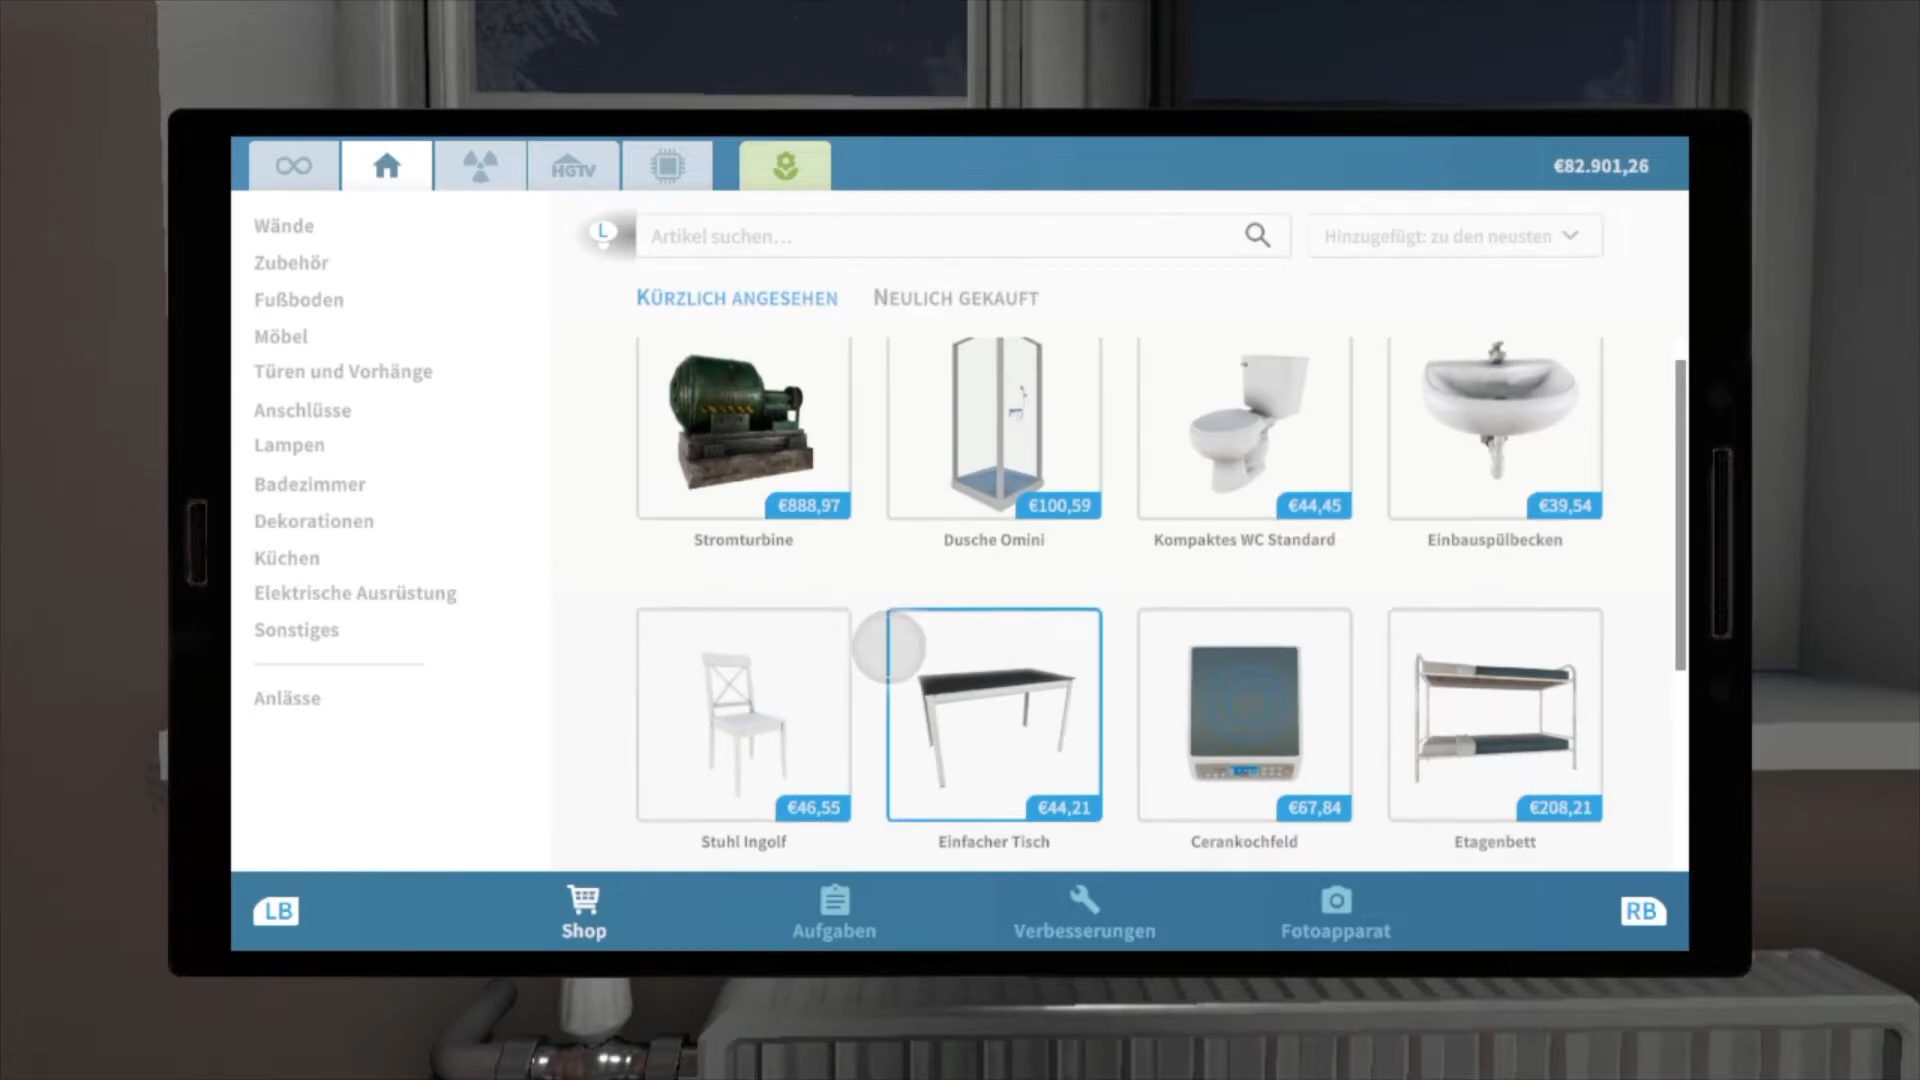 HGTV
€82.901,26
Wände
Zubehör
Fußboden
Möbel
Türen und Vorhänge
Anschlüsse
Lampen
Badezimmer
Dekorationen
Küchen
Elektrische Ausrüstung
Sonstiges
Anlässe
L
Artikel suchen...
Hinzugefügt: zu den neusten
KÜRZLICH ANGESEHEN
NEULICH GEKAUFT
€888,97
€100,59
€44,45
€39,54
Stromturbine
Dusche Omini
Kompaktes WC Standard
Einbauspülbecken
€46,55
€44,21
€67,84
€208,21
Stuhl Ingolf
Einfacher Tisch
Cerankochfeld
Etagenbett
LB
Shop
Aufgaben
Verbesserungen
Fotoapparat
RB